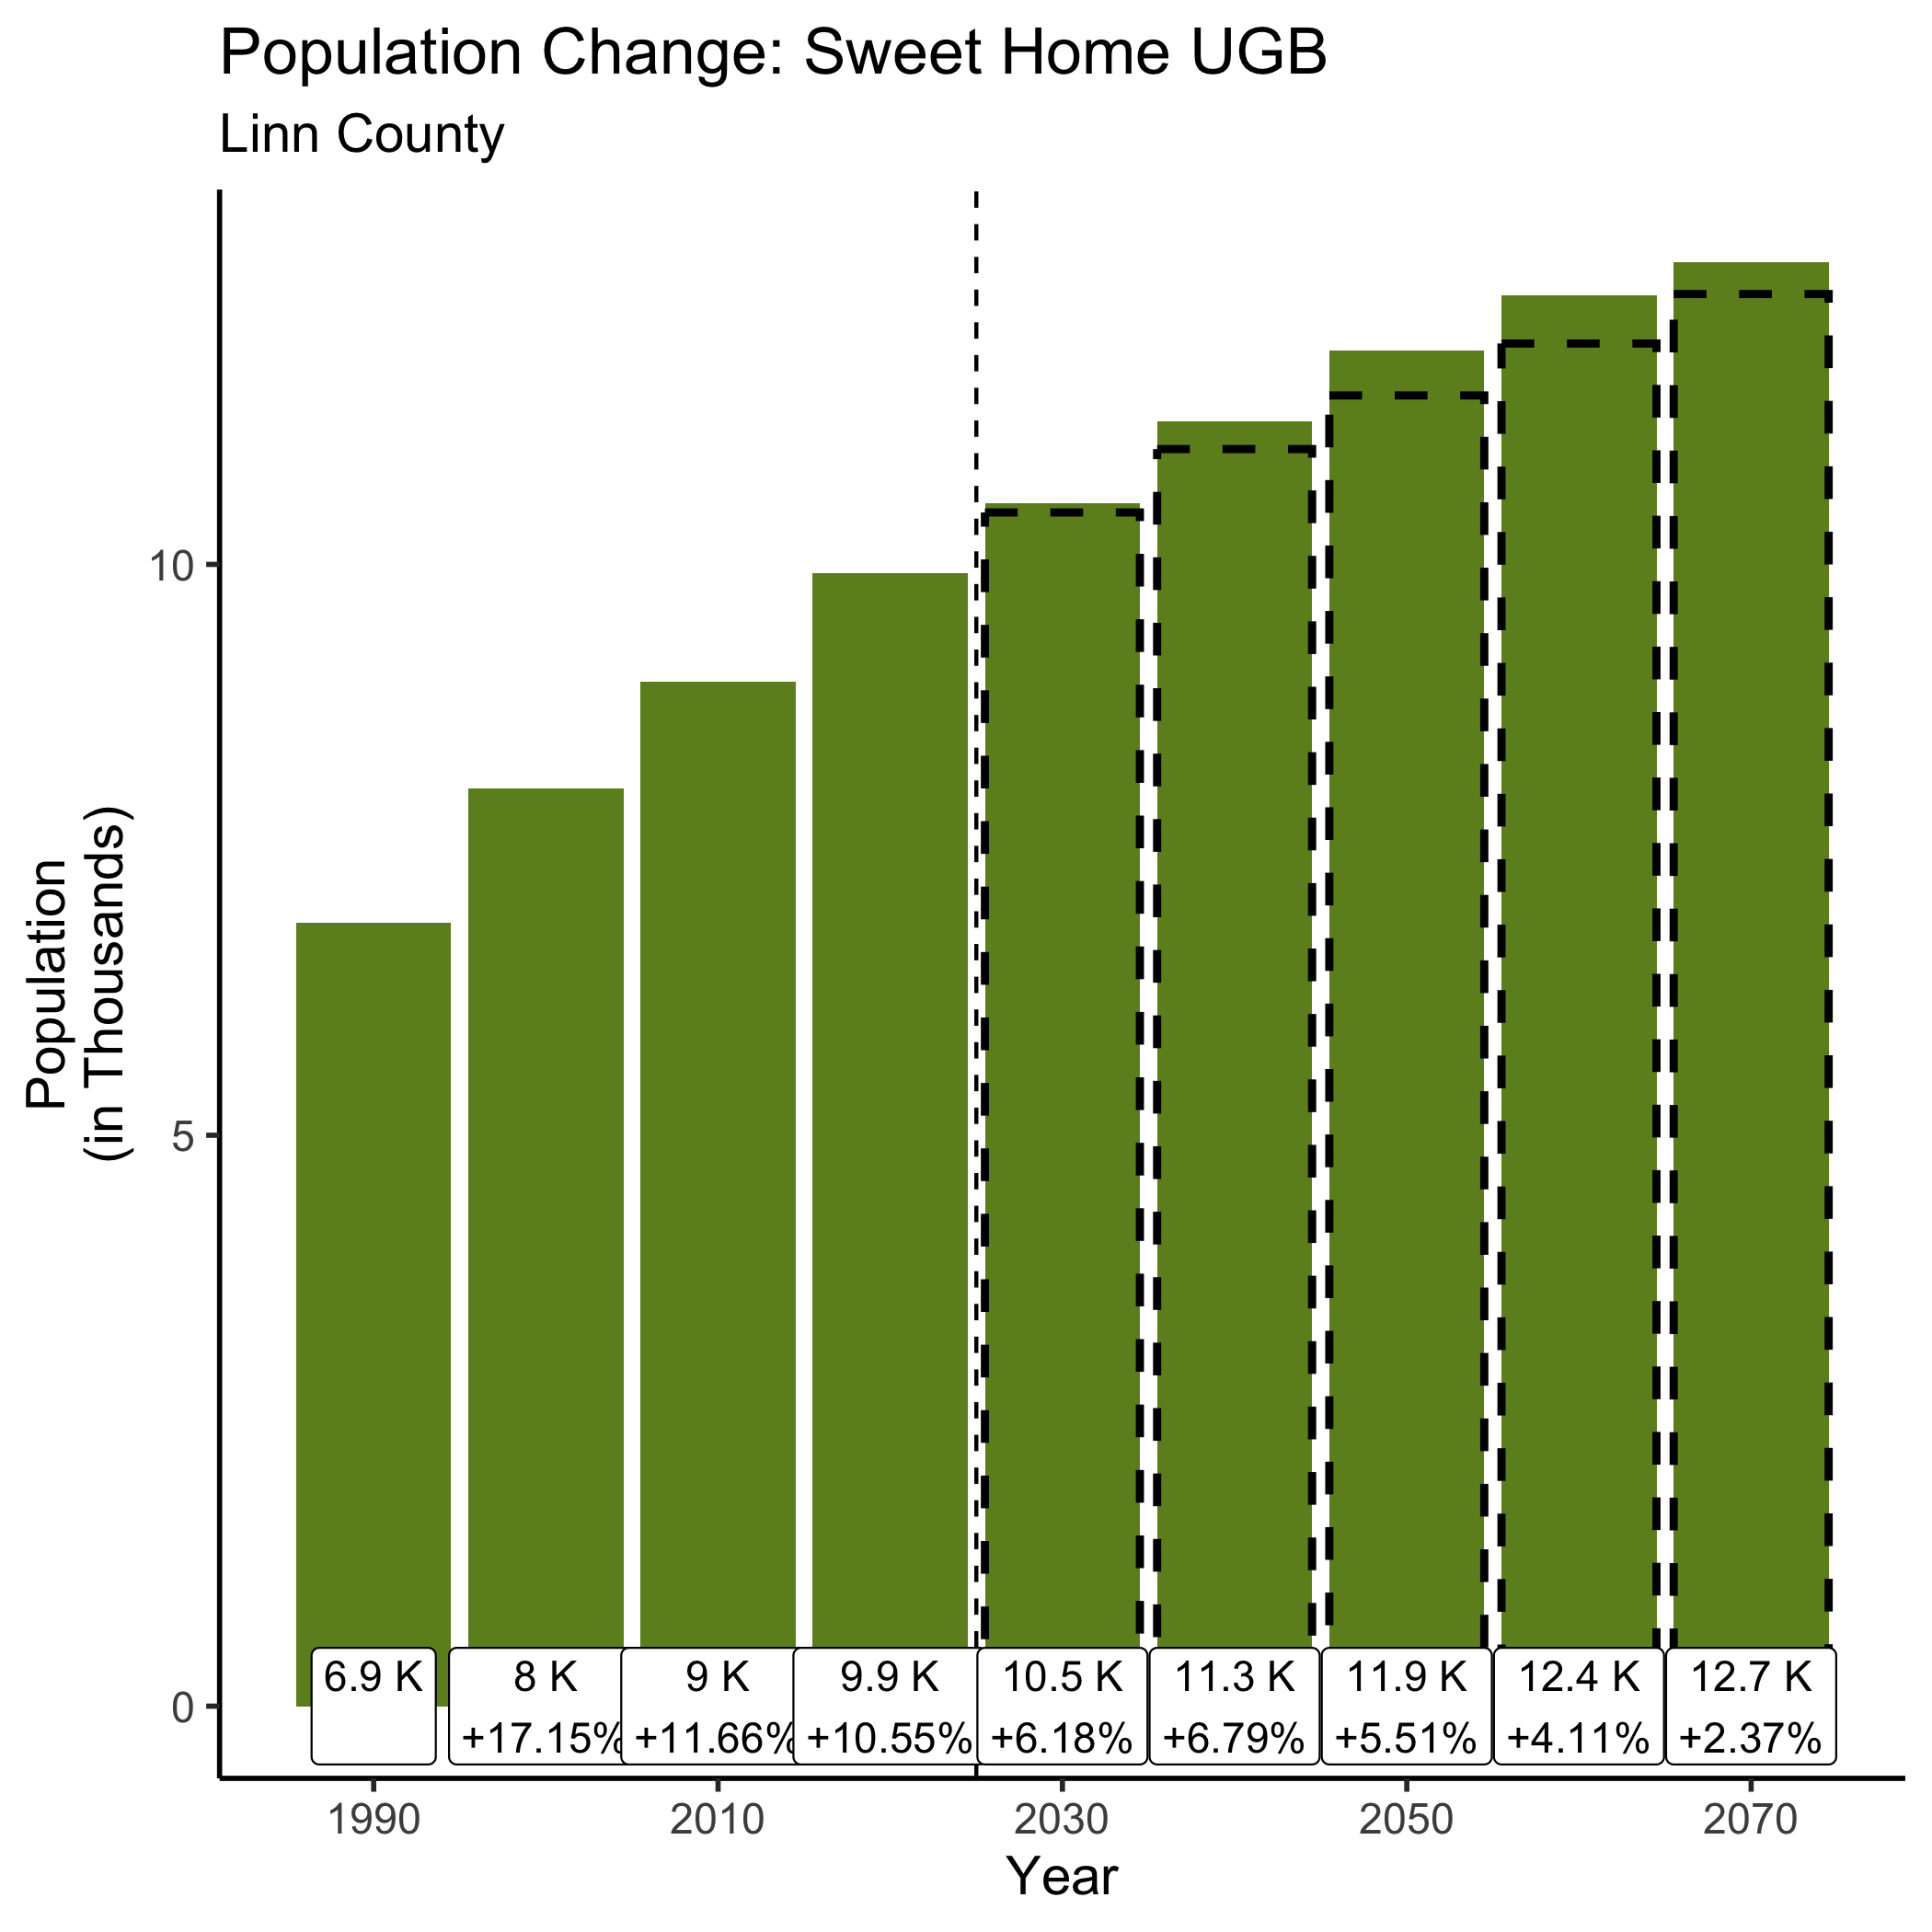 Population Change: Sweet Home UGB
Linn County
Population
(in Thousands)
10
5
0
6.9 K
8 K
+17.15%
9 K
+11.66%
9.9 K
+10.55%
10.5 K
+6.18%
11.3 K
+6.79%
11.9 K
+5.51%
12.4 K
+4.11%
12.7 K
+2.37%
1990
2010
2030
2050
2070
Year